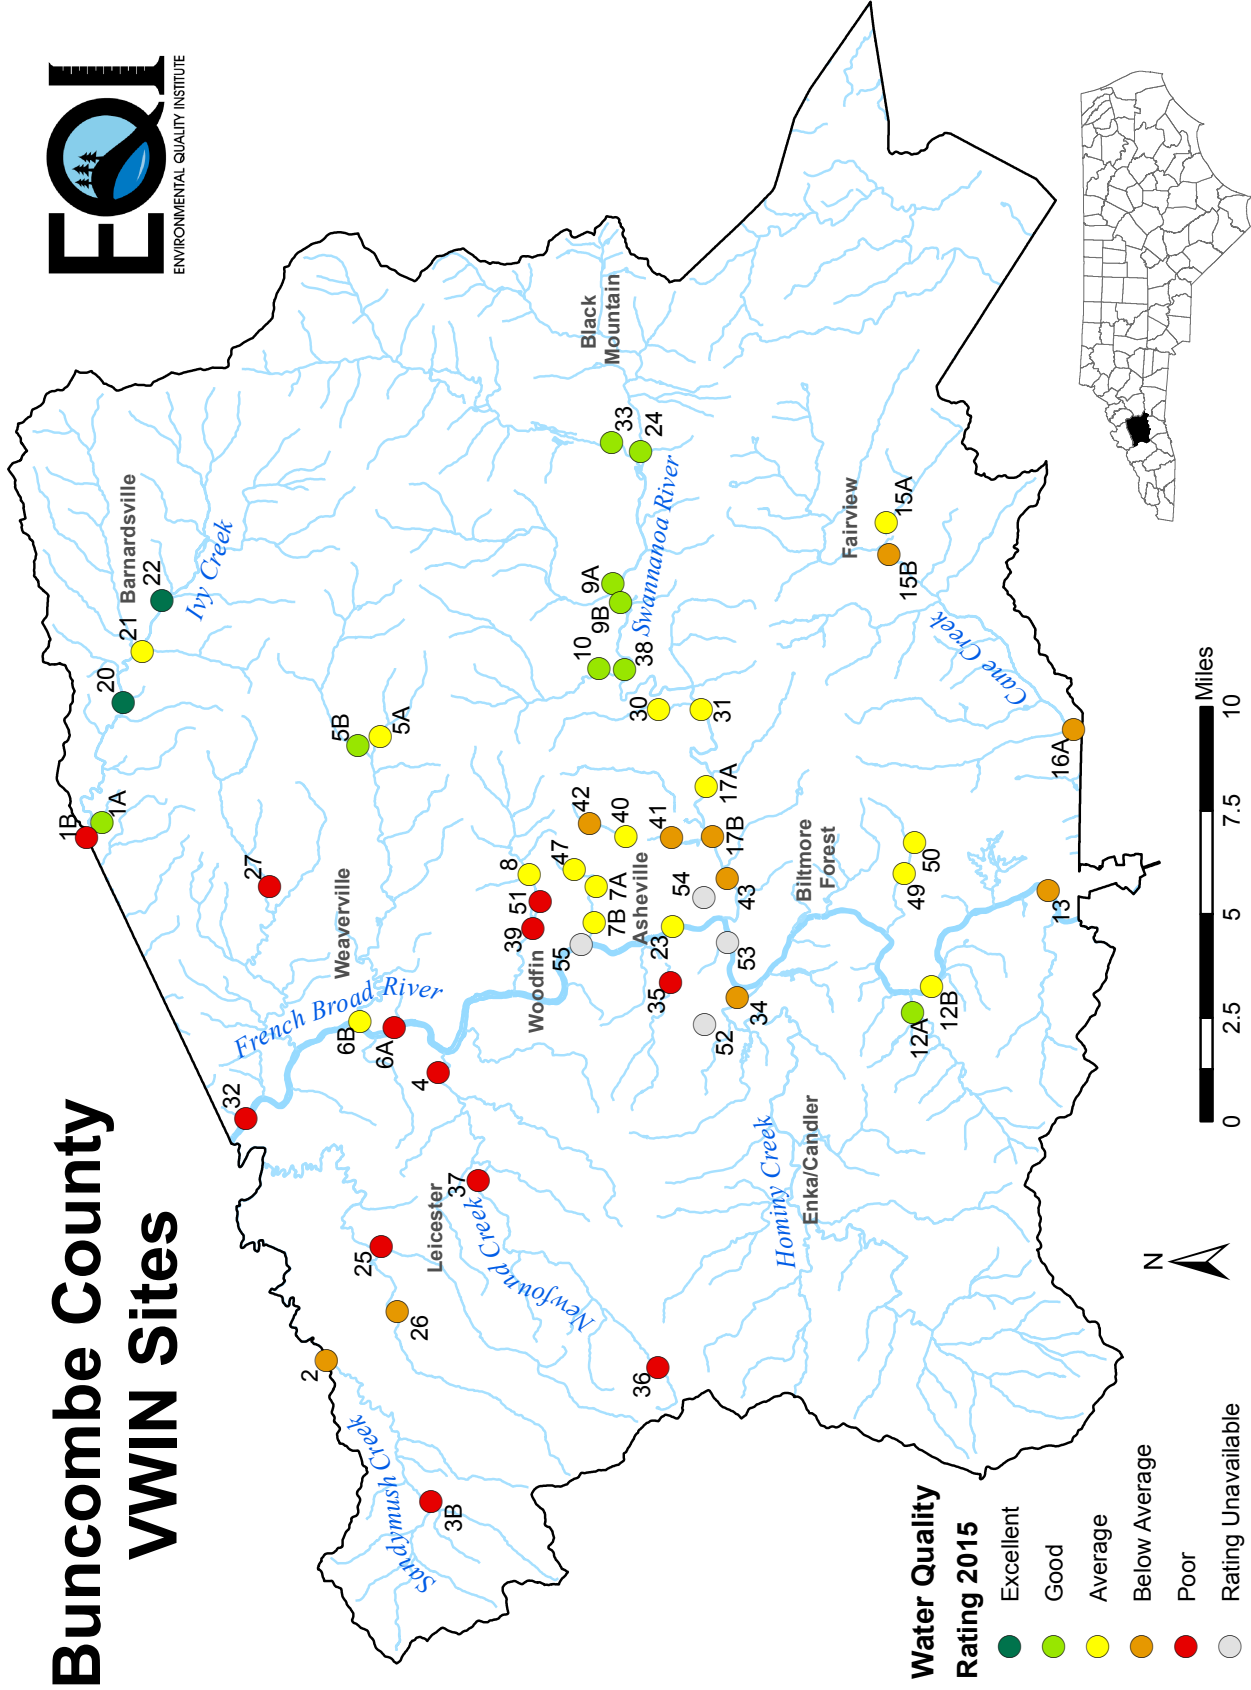 Buncombe County
VWIN Sites
EQI
ENVIRONMENTAL QUALITY INSTITUTE
Sandymush Creek
3B
2
26
25
Leicester
37
Newfound Creek
36
32
French Broad River
Weaverville
6B
6A
4
27
1B
1A
20
21
Barnardsville
22
Ivy Creek
5B
5A
Woodfin
39
51
8
55
47
7B
7A
42
40
Asheville
41
23
35
54
17B
17A
43
53
52
34
Biltmore
Forest
10
38
9B
9A
30
31
Swannanoa River
33
24
Black
Mountain
Fairview
15A
15B
Cane Creek
16A
49
50
13
12A
12B
Hominy Creek
Enka/Candler
Water Quality
Rating 2015
Excellent
Good
Average
Below Average
Poor
Rating Unavailable
N
0 2.5 5 7.5 10
Miles